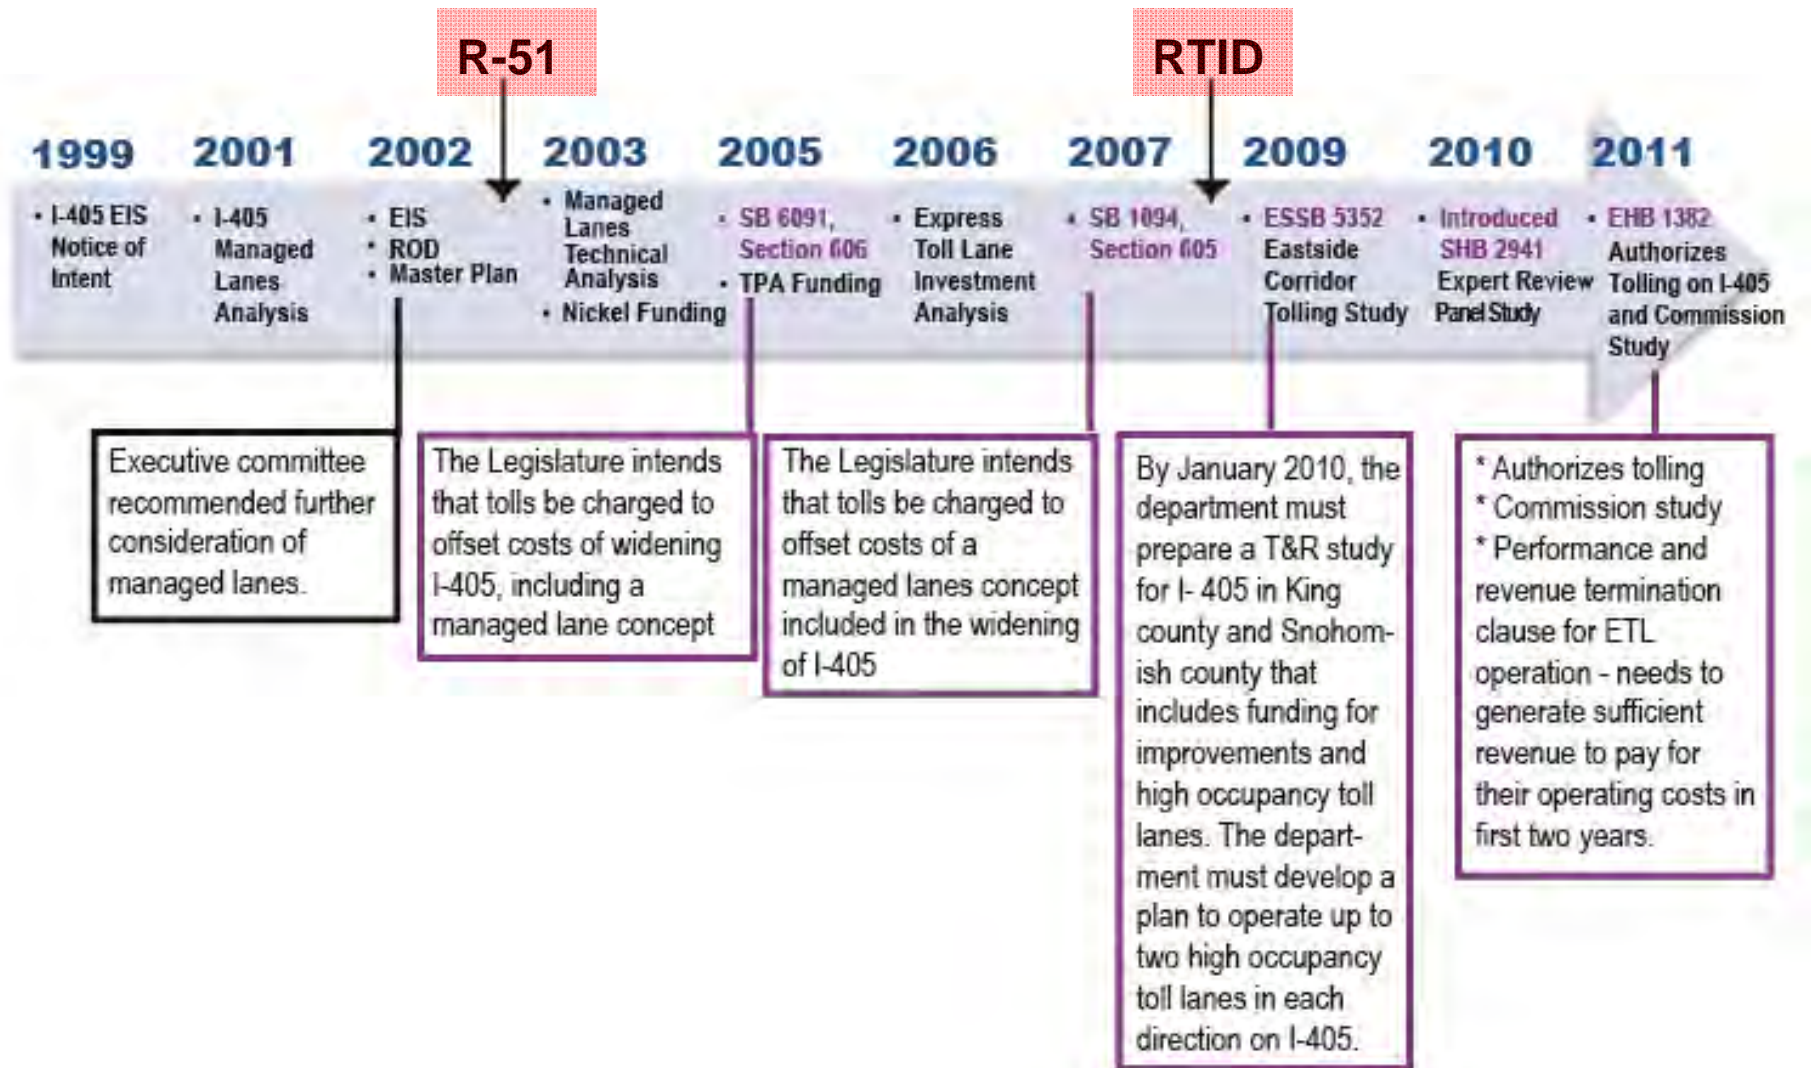 R-51
RTID
1999
2001
2002
2003
2005
2006
2007
2009
2010
2011
• I-405 EIS
Notice of
Intent
• I-405
Managed
Lanes
Analysis
• EIS
• ROD
• Master Plan
• Managed
Lanes
Technical
Analysis
• Nickel Funding
• SB 6091,
Section 606
• TPA Funding
• Express
Toll Lane
Investment
Analysis
• SB 1094,
Section 605
• ESSB 5352
Eastside
Corridor
Tolling Study
• Introduced
SHB 2941
Expert Review
Panel Study
• EHB 1382
Authorizes
Tolling on I-405
and Commission
Study
Executive committee
recommended further
consideration of
managed lanes.
The Legislature intends
that tolls be charged to
offset costs of widening
I-405, including a
managed lane concept
The Legislature intends
that tolls be charged to
offset costs of a
managed lanes concept
included in the widening
of I-405
By January 2010, the
department must
prepare a T&R study
for I- 405 in King
county and Snohom-
ish county that
includes funding for
improvements and
high occupancy toll
lanes. The depart-
ment must develop a
plan to operate up to
two high occupancy
toll lanes in each
direction on I-405.
* Authorizes tolling
* Commission study
* Performance and
revenue termination
clause for ETL
operation - needs to
generate sufficient
revenue to pay for
their operating costs in
first two years.